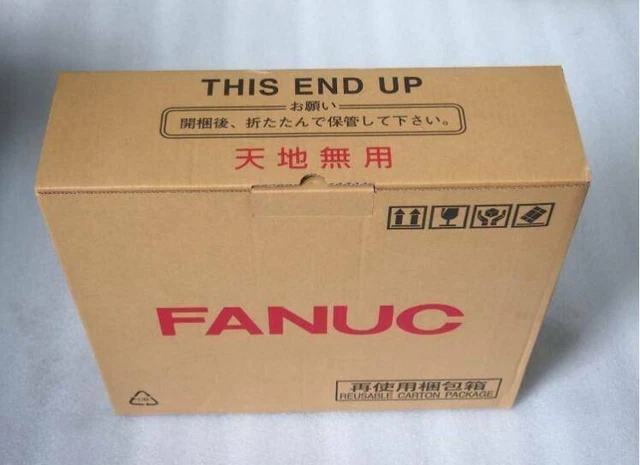 THIS END UP
お願い
開梱後、折たたんで保管して下さい。
天地無用
FANUC
再使用梱包箱
REUSABLE CARTON PACKAGE